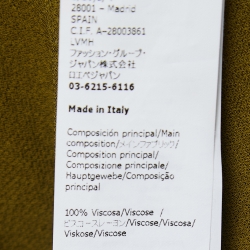 28001 – Madrid
SPAIN
C.I.F. A–28003861
LVMH
ファッション・グループ・
ジャパン株式会社
ロエベジャパン
03-6215-6116
Made in Italy
Composición principal/Main
composition/メインファブリック/
Composition principal/
Composizione principale/
Hauptgewebe/Composição
principal
100% Viscosa/Viscose /
ビスコースレーヨン/Viscose/Viscosa/
Viskose/Viscose